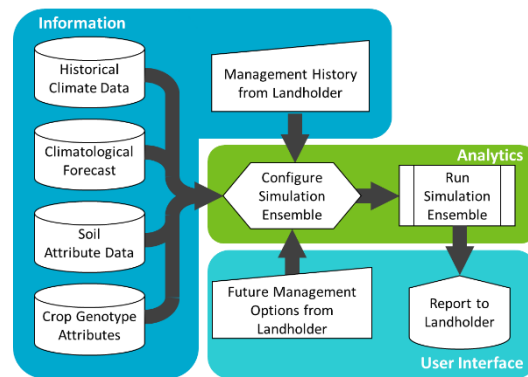 Information
Historical
Climate Data
Management History
from Landholder
Climatological
Forecast
Analytics
Configure
Simulation
Ensemble
Run
Simulation
Ensemble
Soil
Attribute Data
Crop Genotype
Attributes
Future Management
Options from
Landholder
Report to
Landholder
User Interface